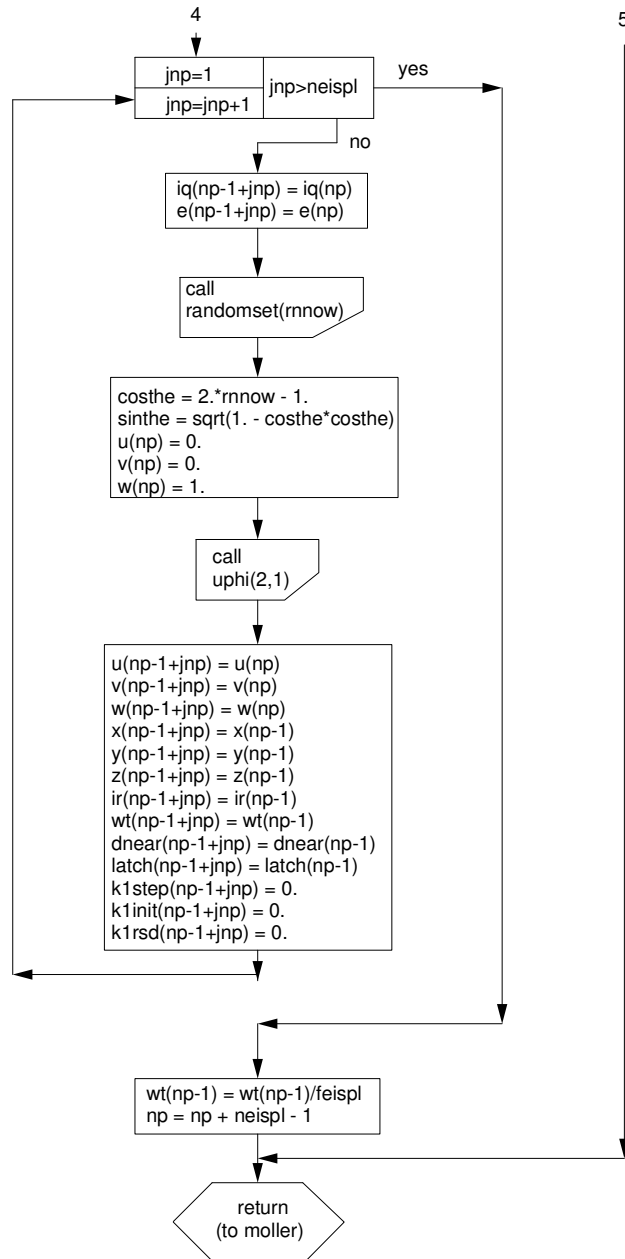 4
5
jnp=1
jnp=jnp+1
jnp>neispl
yes
no
iq(np-1+jnp) = iq(np)
e(np-1+jnp) = e(np)
call
randomset(rnnow)
costhe = 2.*rnnow - 1.
sinthe = sqrt(1. - costhe*costhe)
u(np) = 0.
v(np) = 0.
w(np) = 1.
call
uphi(2,1)
u(np-1+jnp) = u(np)
v(np-1+jnp) = v(np)
w(np-1+jnp) = w(np)
x(np-1+jnp) = x(np-1)
y(np-1+jnp) = y(np-1)
z(np-1+jnp) = z(np-1)
ir(np-1+jnp) = ir(np-1)
wt(np-1+jnp) = wt(np-1)
dnear(np-1+jnp) = dnear(np-1)
latch(np-1+jnp) = latch(np-1)
k1step(np-1+jnp) = 0.
k1init(np-1+jnp) = 0.
k1rsd(np-1+jnp) = 0.
wt(np-1) = wt(np-1)/feispl
np = np + neispl - 1
return
(to moller)